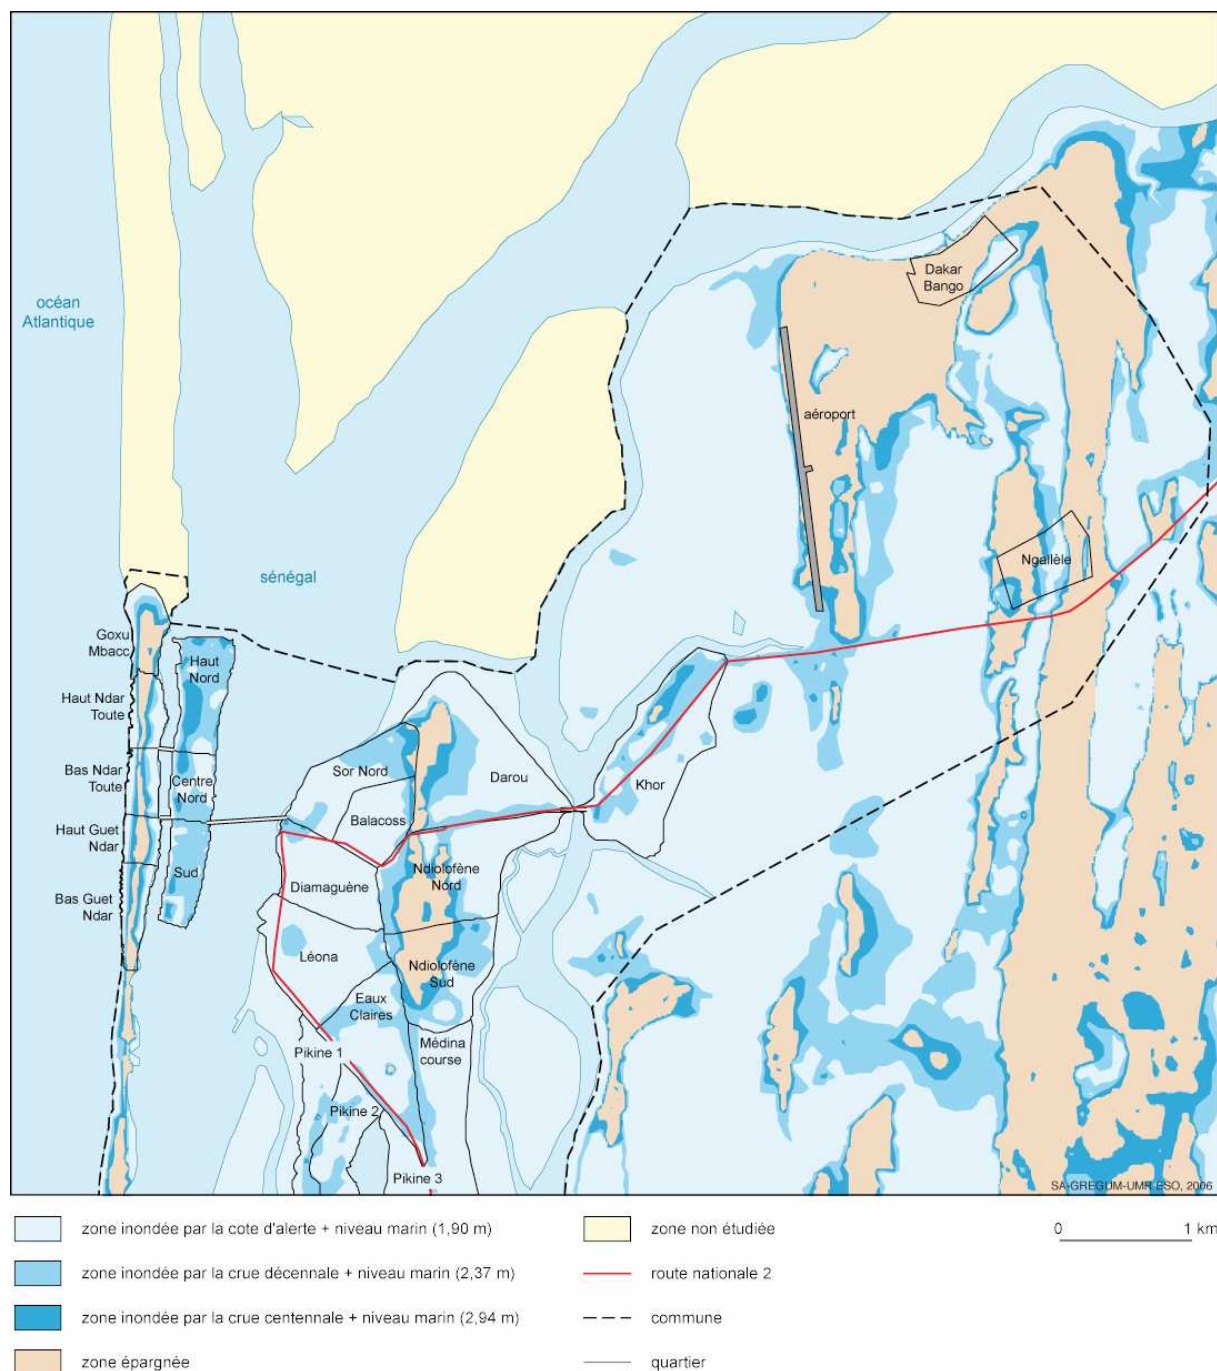 océan
Atlantique
sénégal
Dakar
Bango
aéroport
Ngallèle
Goxu
Mbacc
Haut
Nord
Haut Ndar
Toute
Bas Ndar
Toute
Centre
Nord
Sor Nord
Darou
Khor
Balacoss
Haut Guet
Ndar
Sud
Diamaguène
Ndiolofène
Nord
Bas Guet
Ndar
Léona
Ndiolofène
Sud
Eaux
Claires
Médina
course
Pikine 1
Pikine 2
Pikine 3
SA-GREGUM-UMR ESO, 2006
zone inondée par la cote d'alerte + niveau marin (1,90 m)
zone inondée par la crue décennale + niveau marin (2,37 m)
zone inondée par la crue centennale + niveau marin (2,94 m)
zone épargnée
zone non étudiée
route nationale 2
commune
quartier
0 1 km